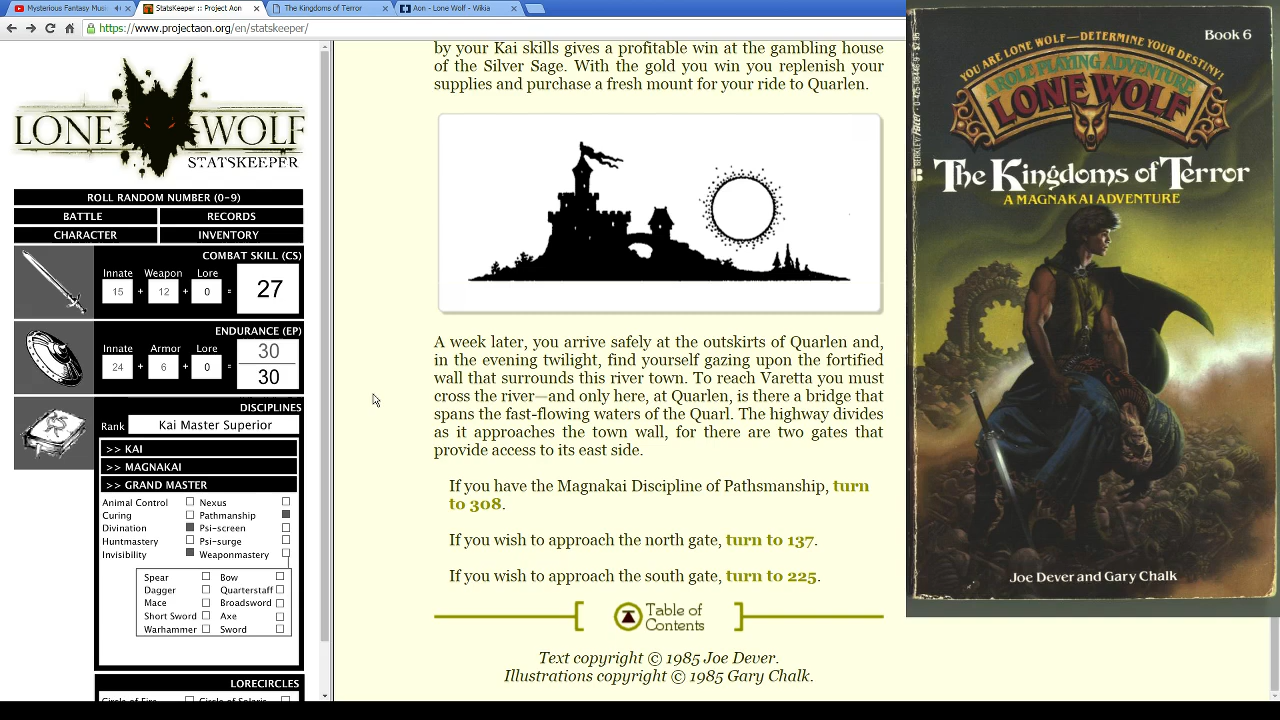 Mysterious Fantasy Mus
StatsKeeper :: Project Aon
The Kingdoms of Terror
Aon - Lone Wolf - Wikia
https://www.projectaon.org/en/statskeeper/
LONE WOLF
STATSKEEPER
ROLL RANDOM NUMBER (0-9)
BATTLE
RECORDS
CHARACTER
INVENTORY
COMBAT SKILL (CS)
Innate Weapon Lore
15 + 12 + 0 = 27
ENDURANCE (EP)
Innate Armor Lore
24 + 6 + 0 =
30
30
DISCIPLINES
Rank Kai Master Superior
>> KAI
>> MAGNAKAI
>> GRAND MASTER
Animal Control Nexus
Curing Pathmanship
Divination Psi-screen
Huntmastery Psi-surge
Invisibility Weaponmastery
Spear Bow
Dagger Quarterstaff
Mace Broadsword
Short Sword Axe
Warhammer Sword
LORECIRCLES
Circle of Fire Circle of Solaris
by your Kai skills gives a profitable win at the gambling house
of the Silver Sage. With the gold you win you replenish your
supplies and purchase a fresh mount for your ride to Quarlen.
A week later, you arrive safely at the outskirts of Quarlen and,
in the evening twilight, find yourself gazing upon the fortified
wall that surrounds this river town. To reach Varetta you must
cross the river—and only here, at Quarlen, is there a bridge that
spans the fast-flowing waters of the Quarl. The highway divides
as it approaches the town wall, for there are two gates that
provide access to its east side.
If you have the Magnakai Discipline of Pathsmanship, turn
to 308.
If you wish to approach the north gate, turn to 137.
If you wish to approach the south gate, turn to 225.
Table of
Contents
Text copyright © 1985 Joe Dever.
Illustrations copyright © 1985 Gary Chalk.
Book 6
YOU ARE LONE WOLF—DETERMINE YOUR DESTINY!
A ROLE PLAYING ADVENTURE
LONE WOLF
The Kingdoms of Terror
A MAGNAKAI ADVENTURE
Joe Dever and Gary Chalk